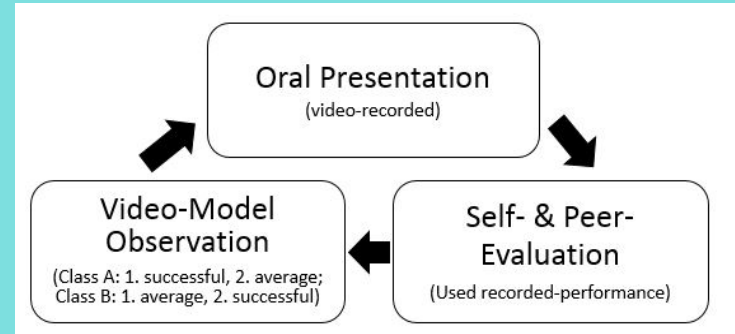 Oral Presentation
(video-recorded)
Video-Model
Observation
(Class A: 1. successful, 2. average;
Class B: 1. average, 2. successful)
Self- & Peer-
Evaluation
(Used recorded-performance)